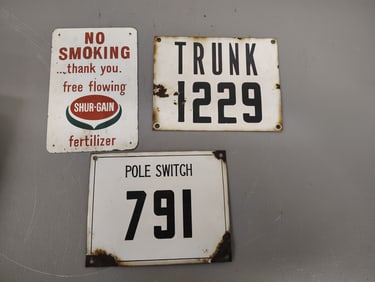 NO
SMOKING
...thank you.
free flowing
SHUR-GAIN
fertilizer
TRUNK
1229
POLE SWITCH
791